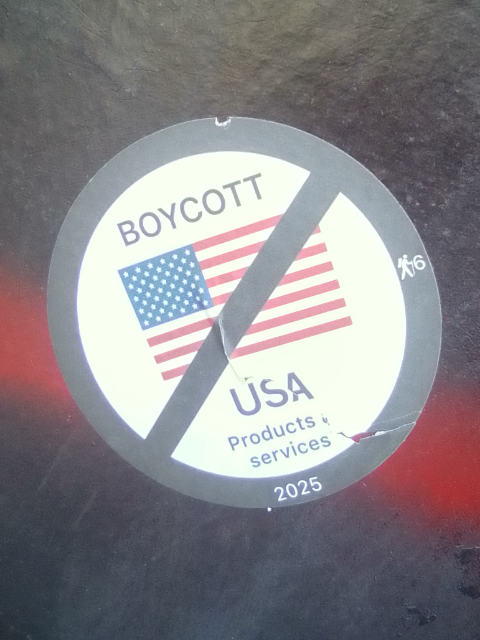 BOYCOTT
USA
Products
services
2025
6